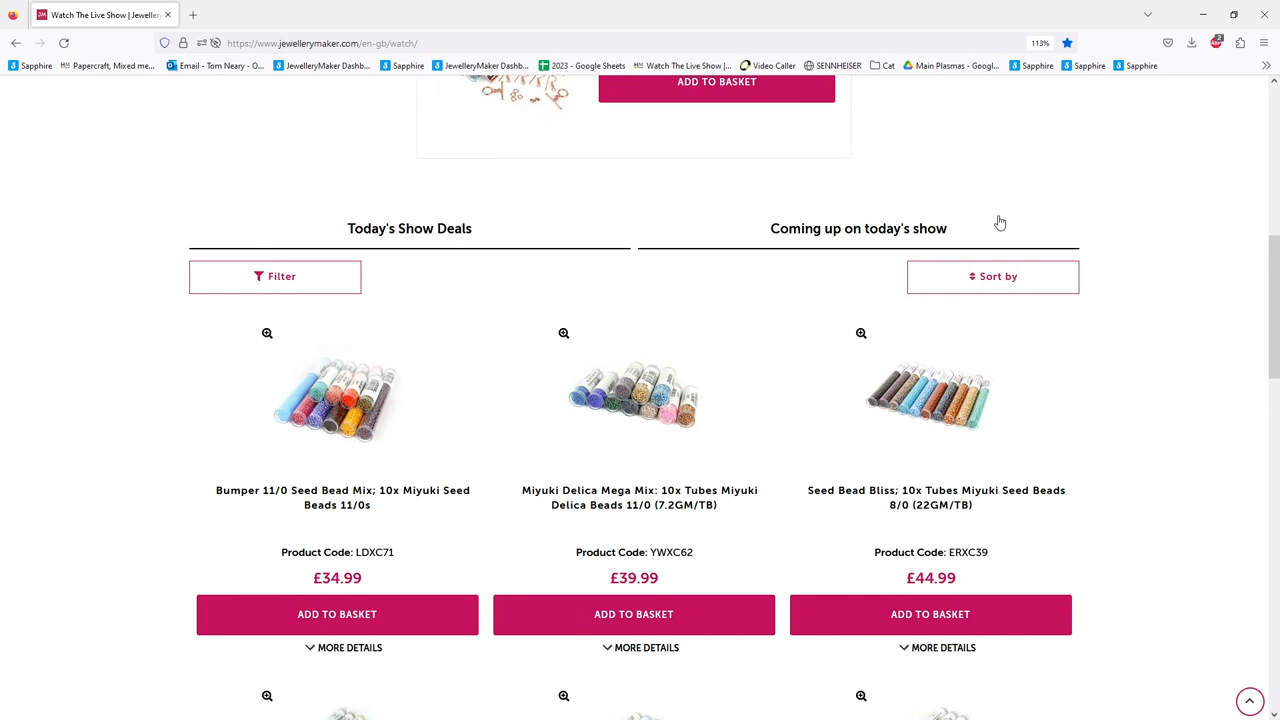 Watch The Live Show | Jeweller
https://www.jewellerymaker.com/en-gb/watch/
113%
2
Sapphire
Papercraft, Mixed me...
Email - Tom Neary - O...
JewelleryMaker Dashb...
Sapphire
JewelleryMaker Dashb...
2023 - Google Sheets
Watch The Live Show |...
Video Caller
SENNHEISER
Cat
Main Plasmas - Googl...
Sapphire
Sapphire
Sapphire
ADD TO BASKET
Today's Show Deals
Coming up on today's show
Filter
Sort by
Bumper 11/0 Seed Bead Mix; 10x Miyuki Seed
Beads 11/0s
Product Code: LDXC71
£34.99
ADD TO BASKET
MORE DETAILS
Miyuki Delica Mega Mix: 10x Tubes Miyuki
Delica Beads 11/0 (7.2GM/TB)
Product Code: YWXC62
£39.99
ADD TO BASKET
MORE DETAILS
Seed Bead Bliss; 10x Tubes Miyuki Seed Beads
8/0 (22GM/TB)
Product Code: ERXC39
£44.99
ADD TO BASKET
MORE DETAILS